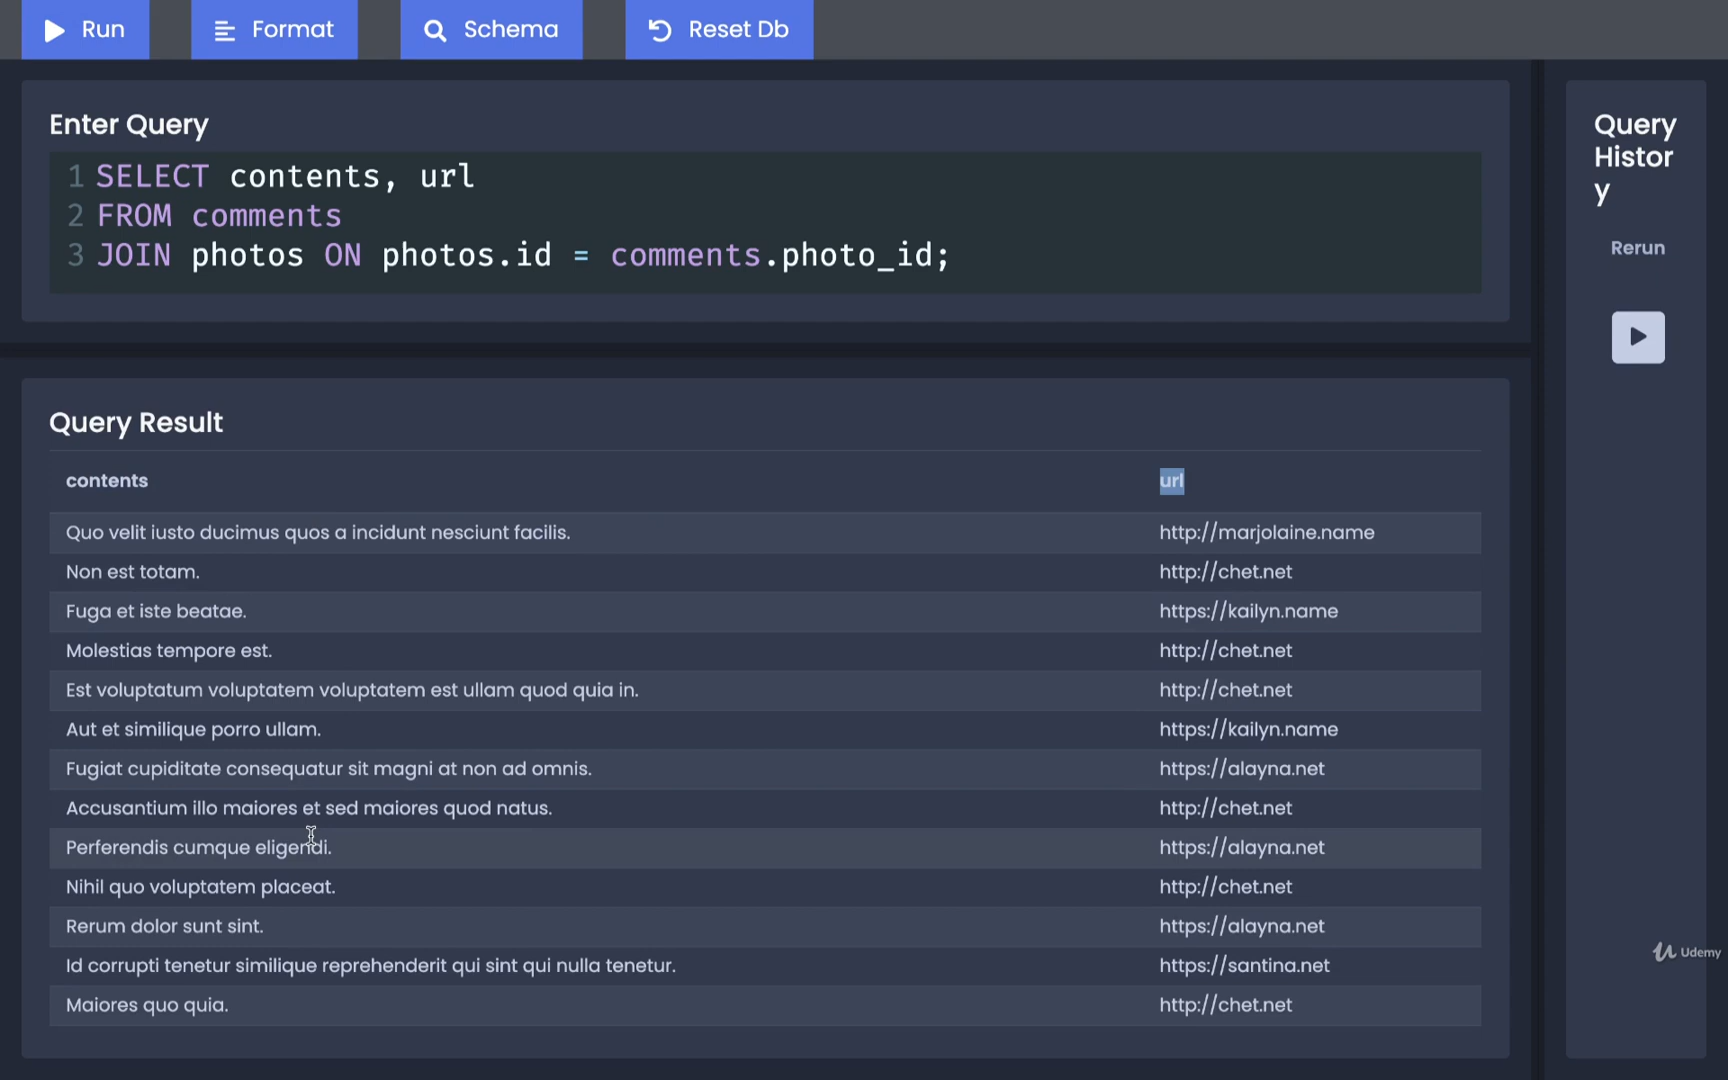 Run Format Schema Reset Db
Enter Query
1 SELECT contents, url
2 FROM comments
3 JOIN photos ON photos.id = comments.photo_id;
Query
Histor
y
Rerun
Query Result
contents url
Quo velit iusto ducimus quos a incidunt nesciunt facilis. http://marjolaine.name
Non est totam. http://chet.net
Fuga et iste beatae. https://kailyn.name
Molestias tempore est. http://chet.net
Est voluptatum voluptatem voluptatem est ullam quod quia in. http://chet.net
Aut et similique porro ullam. https://kailyn.name
Fugiat cupiditate consequatur sit magni at non ad omnis. https://alayna.net
Accusantium illo maiores et sed maiores quod natus. http://chet.net
Perferendis cumque eligendi. https://alayna.net
Nihil quo voluptatem placeat. http://chet.net
Rerum dolor sunt sint. https://alayna.net
Id corrupti tenetur similique reprehenderit qui sint qui nulla tenetur. https://santina.net
Maiores quo quia. http://chet.net
Udemy